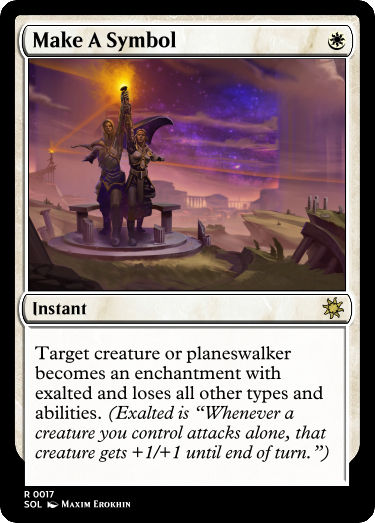 Make A Symbol
Instant
Target creature or planeswalker
becomes an enchantment with
exalted and loses all other types and
abilities. (Exalted is “Whenever a
creature you control attacks alone, that
creature gets +1/+1 until end of turn.”)
R 0017
SOL Maxim Erokhin